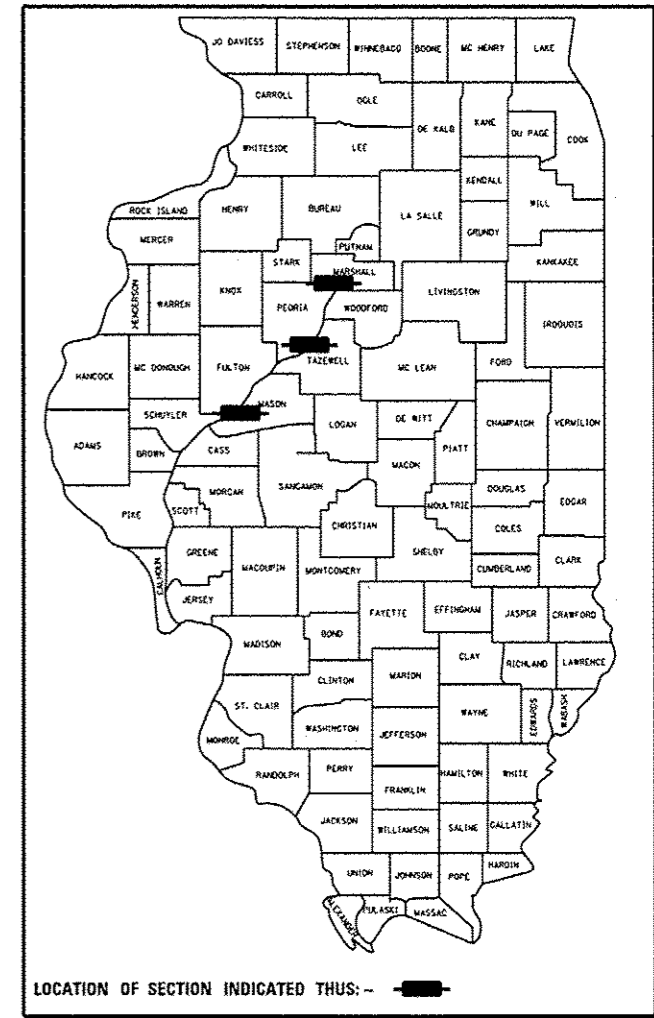 JO DAVIESS STEPHENSON WINNEBAGO BOONE MC HENRY LAKE
CARROLL OGLE DE KALB KANE DU PAGE COOK
WHITESIDE LEE KENDALL WILL
ROCK ISLAND HENRY BUREAU LA SALLE GRUNDY
MERCER PUTNAM KANKAKEE
HENDERSON WARREN KNOX STARK MARSHALL LIVINGSTON
PEORIA WOODFORD IROQUOIS
HANCOCK MC DONOUGH FULTON TAZEWELL MC LEAN FORD
SCHUYLER MASON LOGAN DE WITT CHAMPAIGN VERMILION
ADAMS BROWN CASS PIATT
MACON
PIKE SCOTT MORGAN SANGAMON MOULTRIE DOUGLAS EDGAR
CHRISTIAN COLES
CALHOUN GREENE MACOUPIN MONTGOMERY SHELBY CUMBERLAND CLARK
JERSEY FAYETTE EFFINGHAM JASPER CRAWFORD
MADISON BOND CLAY RICHLAND LAWRENCE
CLINTON MARION
ST. CLAIR WASHINGTON JEFFERSON WAYNE EDWARDS WABASH
MONROE
RANDOLPH PERRY HAMILTON WHITE
FRANKLIN
JACKSON WILLIAMSON SALINE GALLATIN
UNION JOHNSON POPE HARDIN
ALEXANDER PULASKI MASSAC
LOCATION OF SECTION INDICATED THUS: -